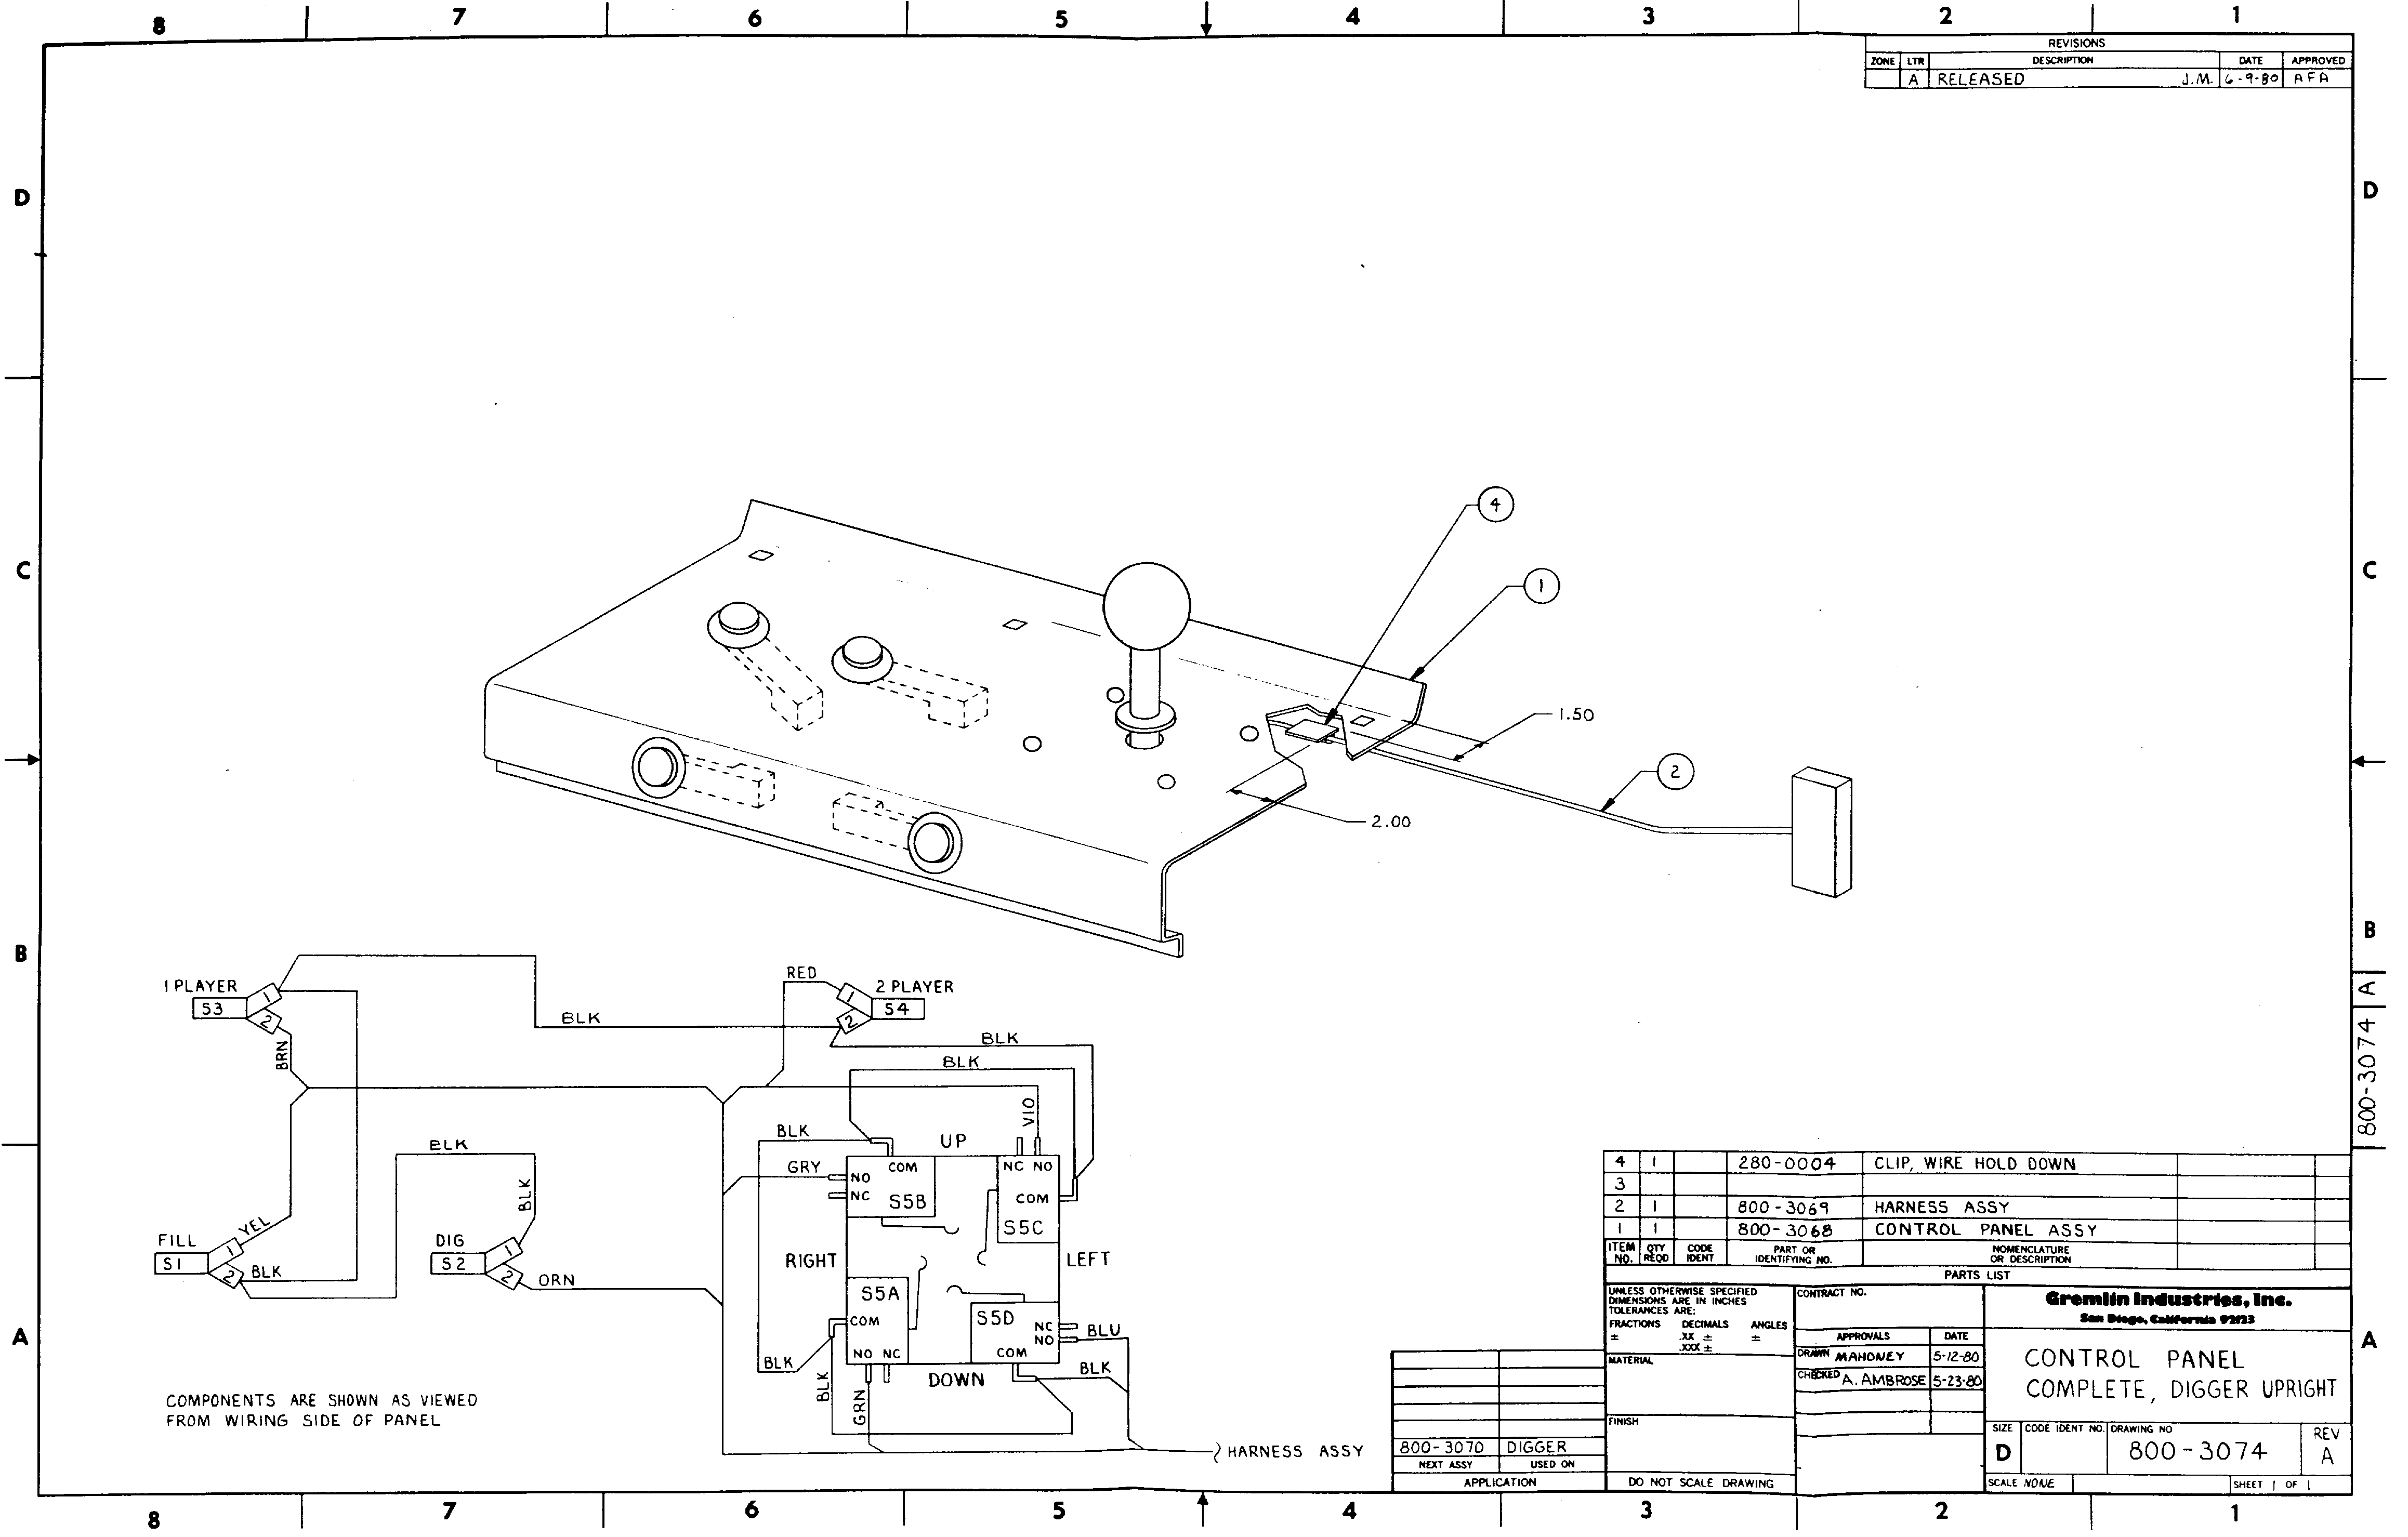 8 7 6 5 4 3 2 1
REVISIONS
ZONE LTR DESCRIPTION DATE APPROVED
A RELEASED J.M. 6-9-80 AFA
D D
C C
4
1
1.50
2
2.00
B B
A
800-3074
1 PLAYER
S3
1
2
BRN
BLK
RED
2 PLAYER
1
S4
2
BLK
BLK
VIO
BLK
UP
GRY
COM
NO
NC
S5B
NC NO
COM
S5C
BLK
BLK
FILL
S1
YEL
1
2
BLK
DIG
S2
1
2
ORN
RIGHT
LEFT
S5A
COM
NO NC
S5D
NC
NO
COM
BLU
BLK
BLK
BLK
GRN
DOWN
HARNESS ASSY
COMPONENTS ARE SHOWN AS VIEWED
FROM WIRING SIDE OF PANEL
A A
4 1 280-0004 CLIP, WIRE HOLD DOWN
3
2 1 800-3069 HARNESS ASSY
1 1 800-3068 CONTROL PANEL ASSY
ITEM NO. QTY REQD CODE IDENT PART OR IDENTIFYING NO. NOMENCLATURE OR DESCRIPTION
PARTS LIST
UNLESS OTHERWISE SPECIFIED
DIMENSIONS ARE IN INCHES
TOLERANCES ARE:
FRACTIONS DECIMALS ANGLES
± .XX ± ±
.XXX ±
MATERIAL
FINISH
DO NOT SCALE DRAWING
CONTRACT NO.
APPROVALS DATE
DRAWN MAHONEY 5-12-80
CHECKED A. AMBROSE 5-23-80
Gremlin Industries, Inc.
San Diego, California 92123
CONTROL PANEL
COMPLETE, DIGGER UPRIGHT
SIZE CODE IDENT NO. DRAWING NO REV
D 800-3074 A
SCALE NONE SHEET 1 OF 1
800-3070 DIGGER
NEXT ASSY USED ON
APPLICATION
8 7 6 5 4 3 2 1